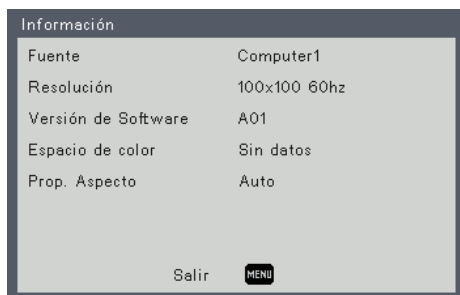 Información
Fuente Computer1
Resolución 100x100 60hz
Versión de Software A01
Espacio de color Sin datos
Prop. Aspecto Auto
Salir MENU